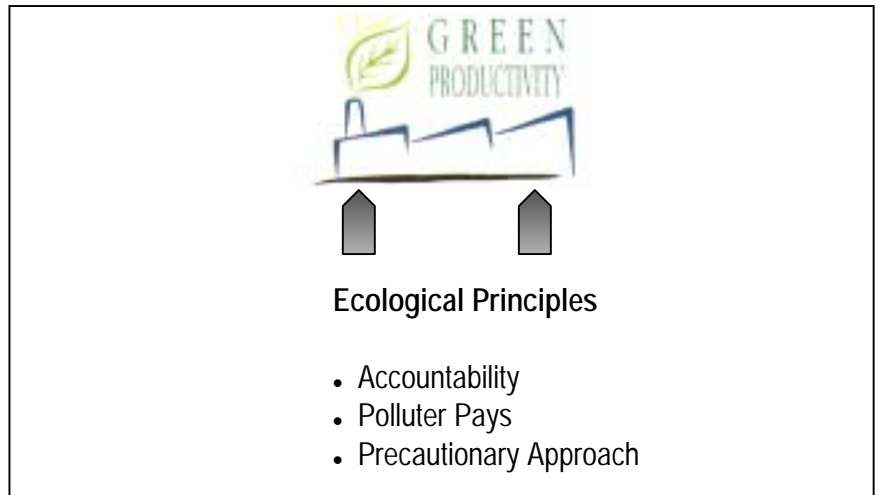 GREEN
PRODUCTIVITY
Ecological Principles
• Accountability
• Polluter Pays
• Precautionary Approach